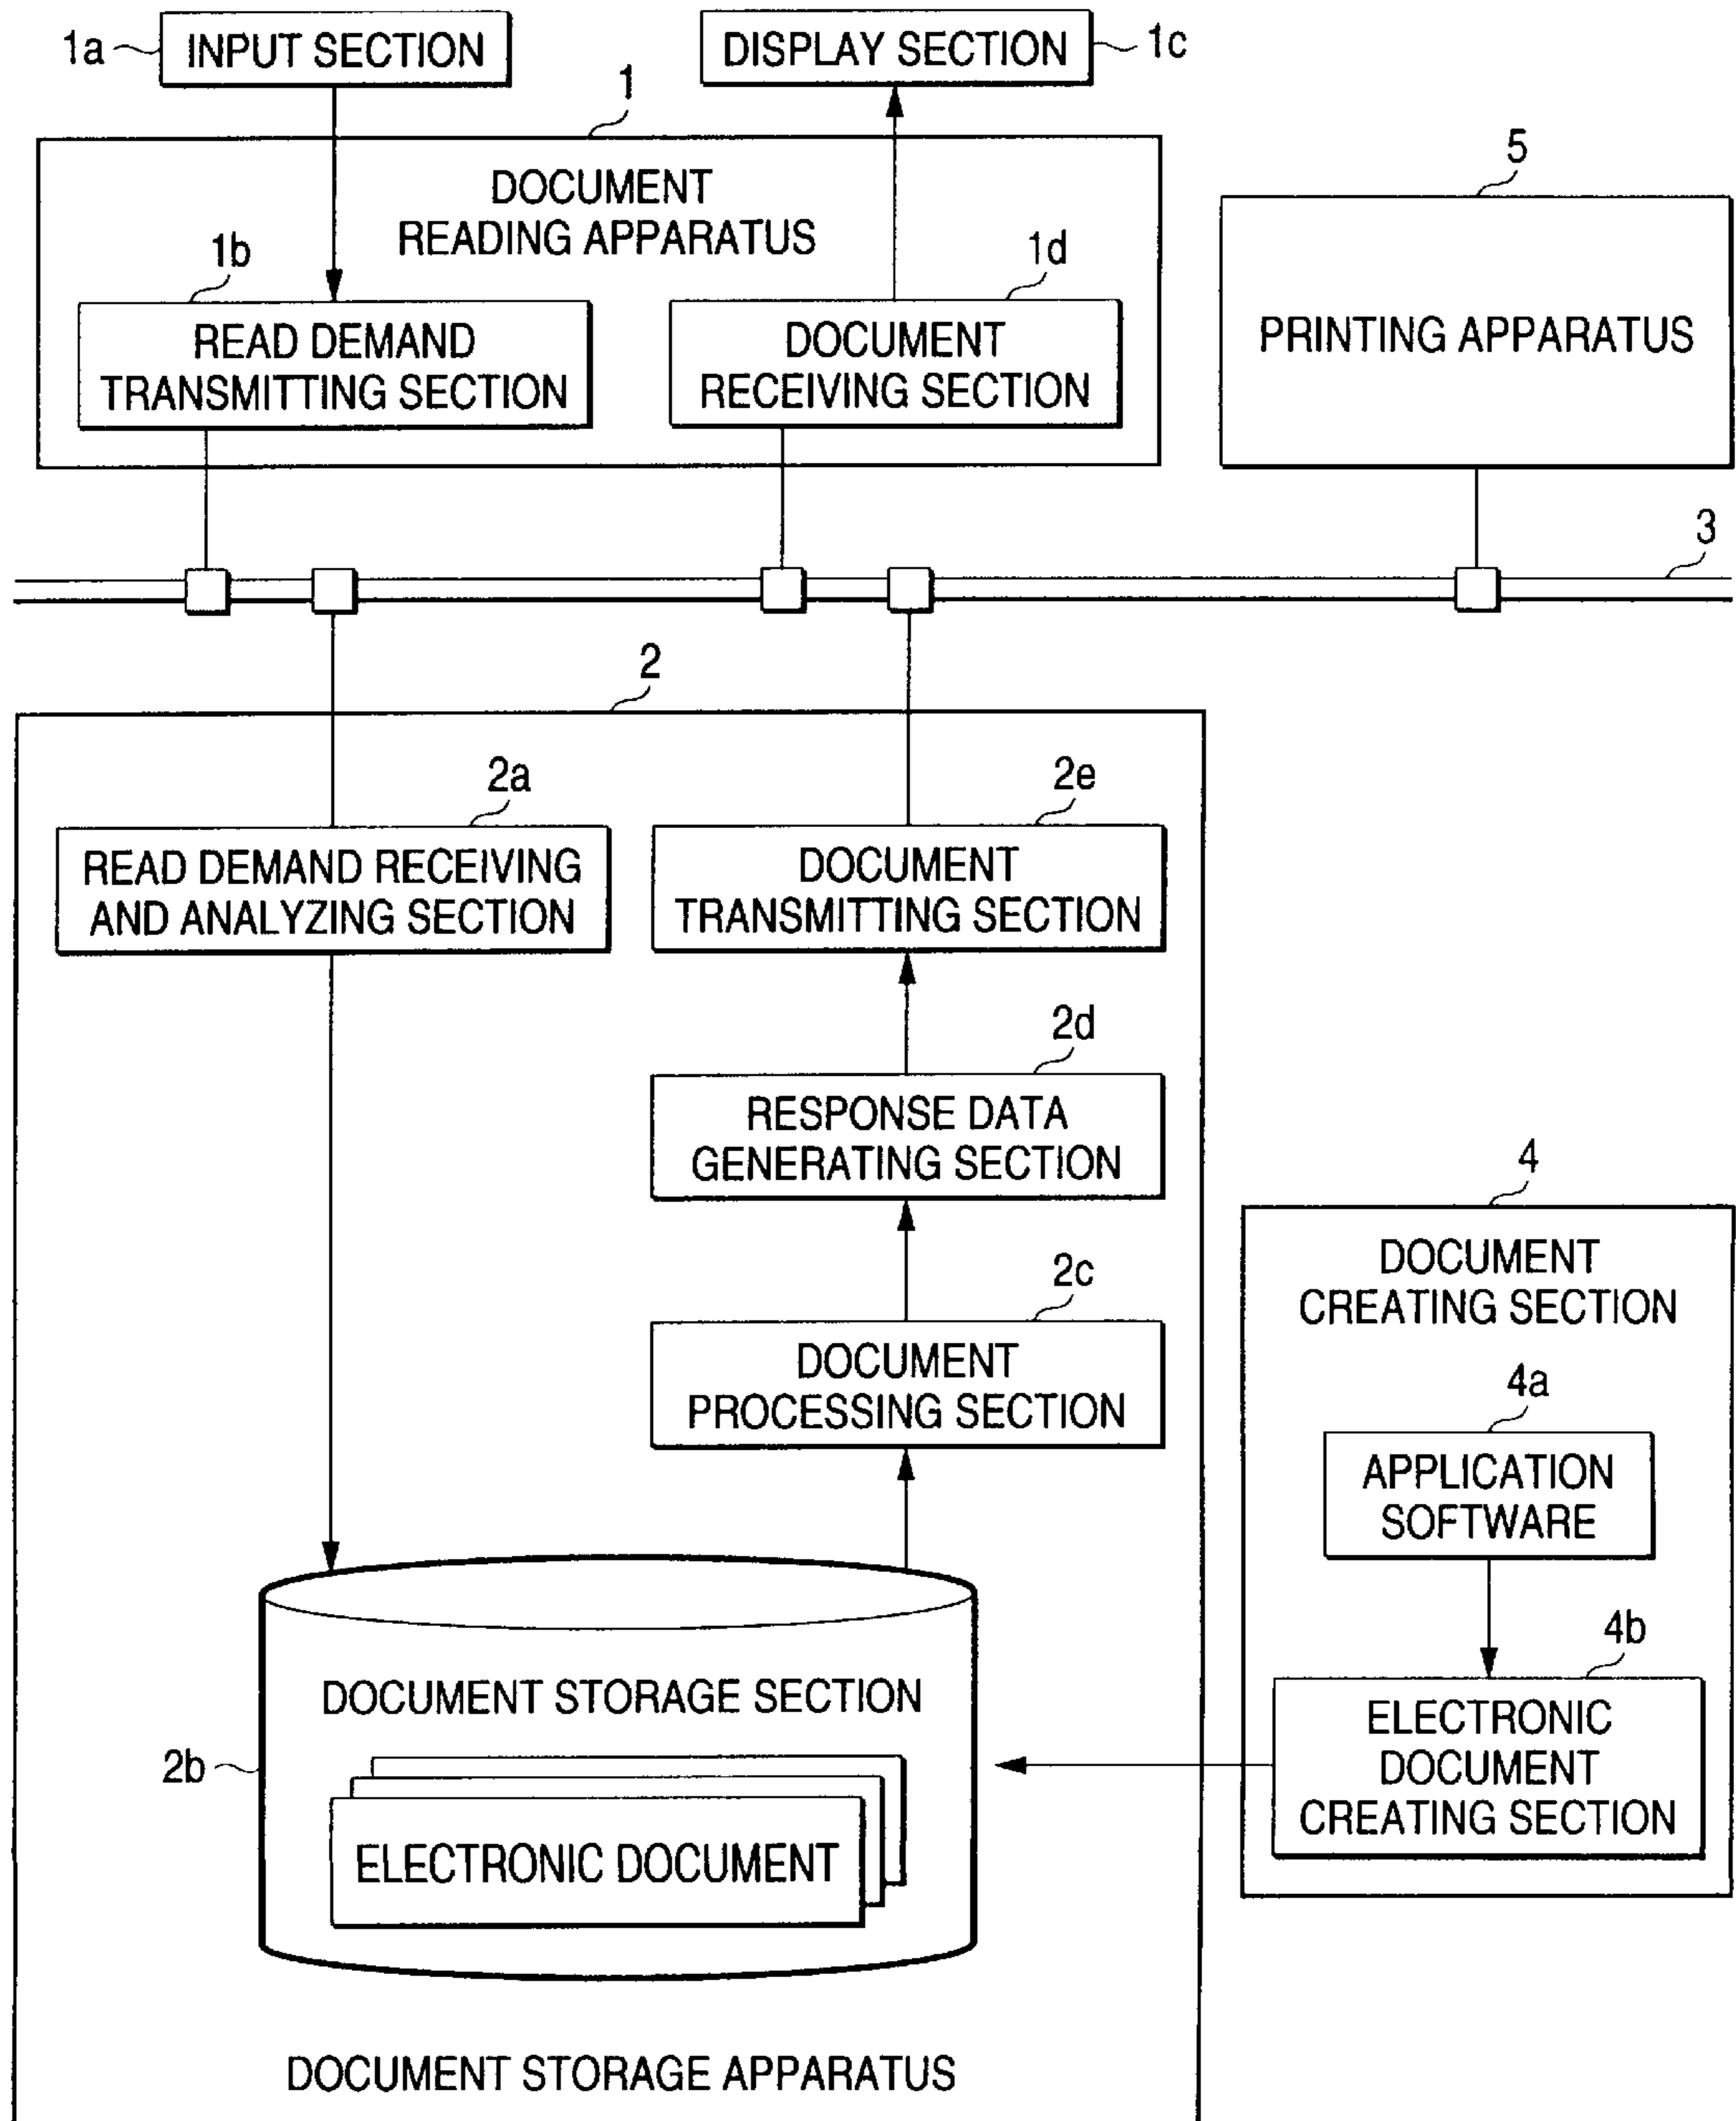 1a
INPUT SECTION
DISPLAY SECTION
1c
1
DOCUMENT
READING APPARATUS
1b
READ DEMAND
TRANSMITTING SECTION
1d
DOCUMENT
RECEIVING SECTION
5
PRINTING APPARATUS
3
2
2a
READ DEMAND RECEIVING
AND ANALYZING SECTION
2e
DOCUMENT
TRANSMITTING SECTION
2d
RESPONSE DATA
GENERATING SECTION
2c
DOCUMENT
PROCESSING SECTION
2b
DOCUMENT STORAGE SECTION
ELECTRONIC DOCUMENT
DOCUMENT STORAGE APPARATUS
4
DOCUMENT
CREATING SECTION
4a
APPLICATION
SOFTWARE
4b
ELECTRONIC
DOCUMENT
CREATING SECTION